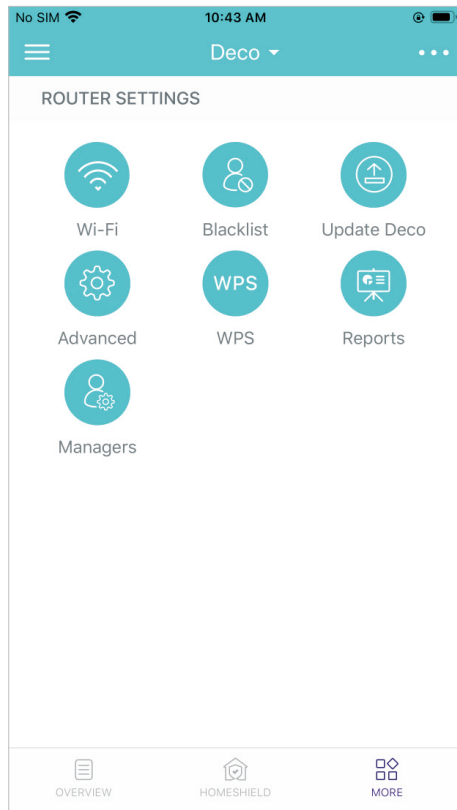 No SIM 10:43 AM
Deco
ROUTER SETTINGS
Wi-Fi Blacklist Update Deco
WPS
Advanced WPS Reports
Managers
OVERVIEW HOMESHIELD MORE